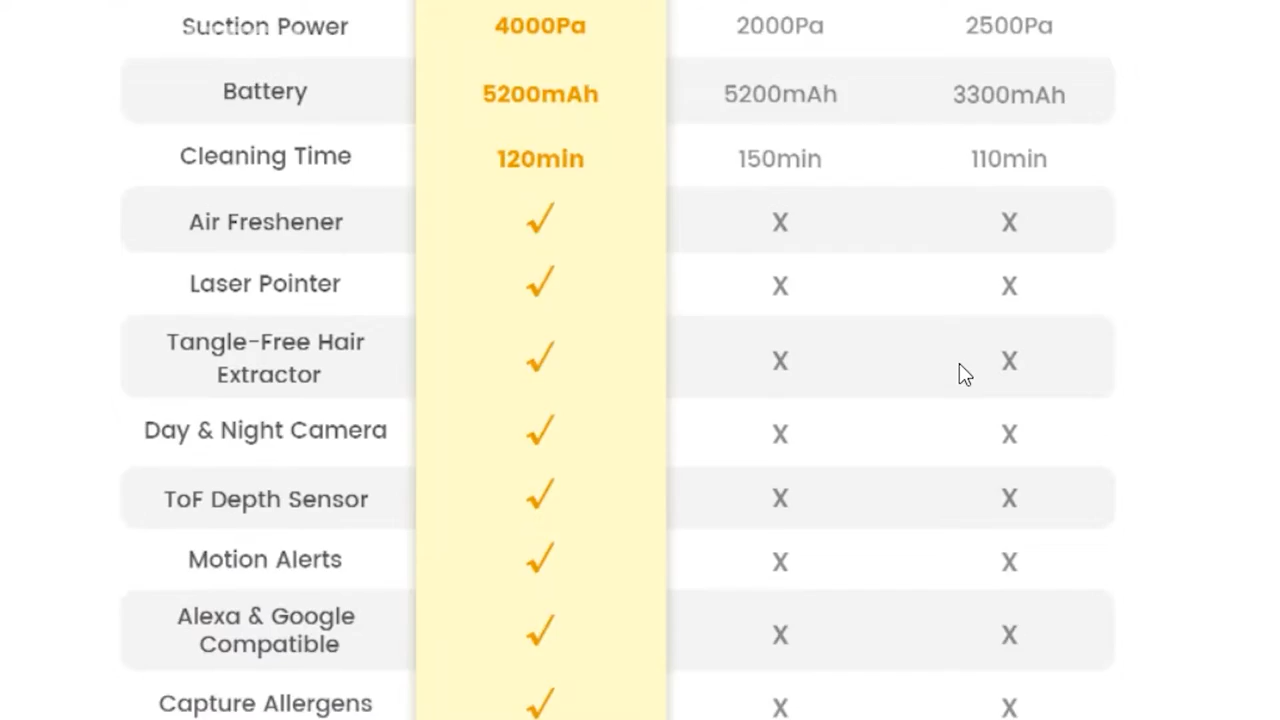 Suction Power 4000Pa 2000Pa 2500Pa
Battery 5200mAh 5200mAh 3300mAh
Cleaning Time 120min 150min 110min
Air Freshener ✓ X X
Laser Pointer ✓ X X
Tangle-Free Hair
Extractor ✓ X X
Day & Night Camera ✓ X X
ToF Depth Sensor ✓ X X
Motion Alerts ✓ X X
Alexa & Google
Compatible ✓ X X
Capture Allergens ✓ X X